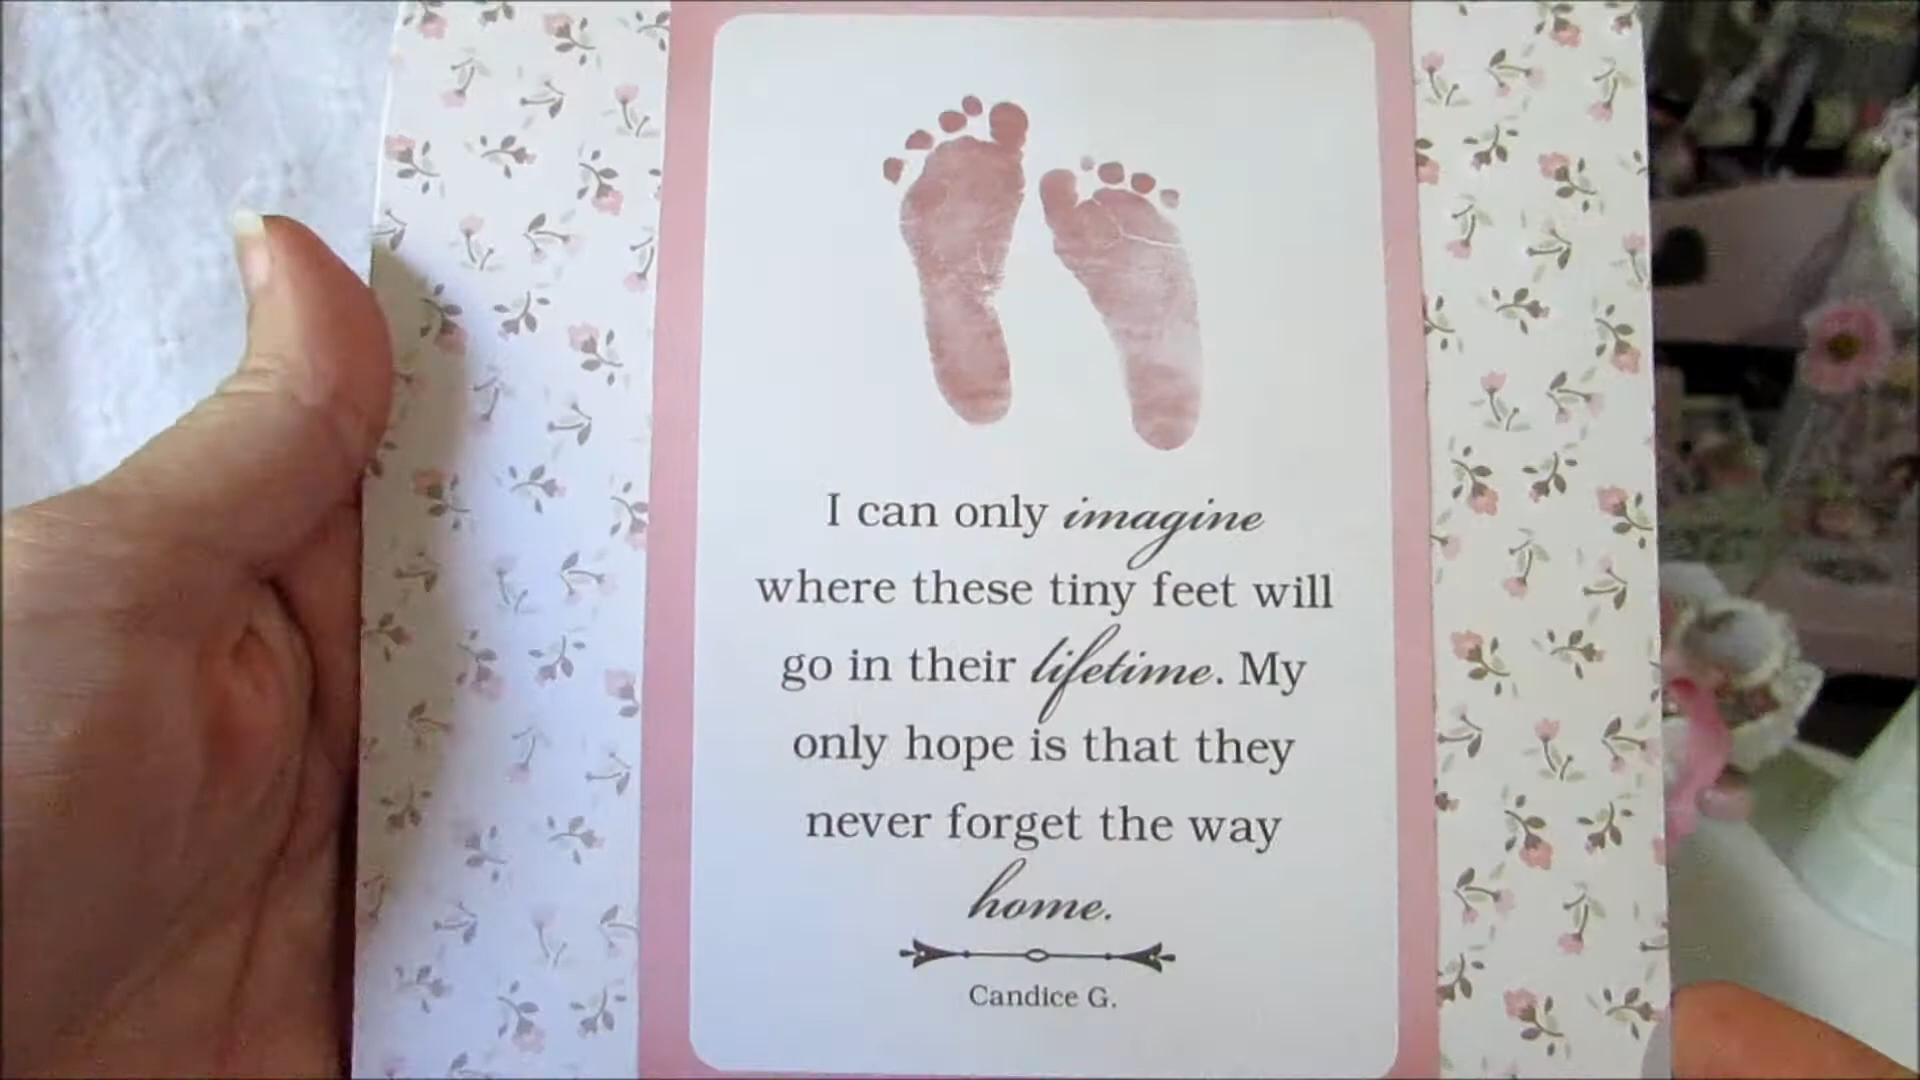 I can only imagine
where these tiny feet will
go in their lifetime. My
only hope is that they
never forget the way
home.
Candice G.